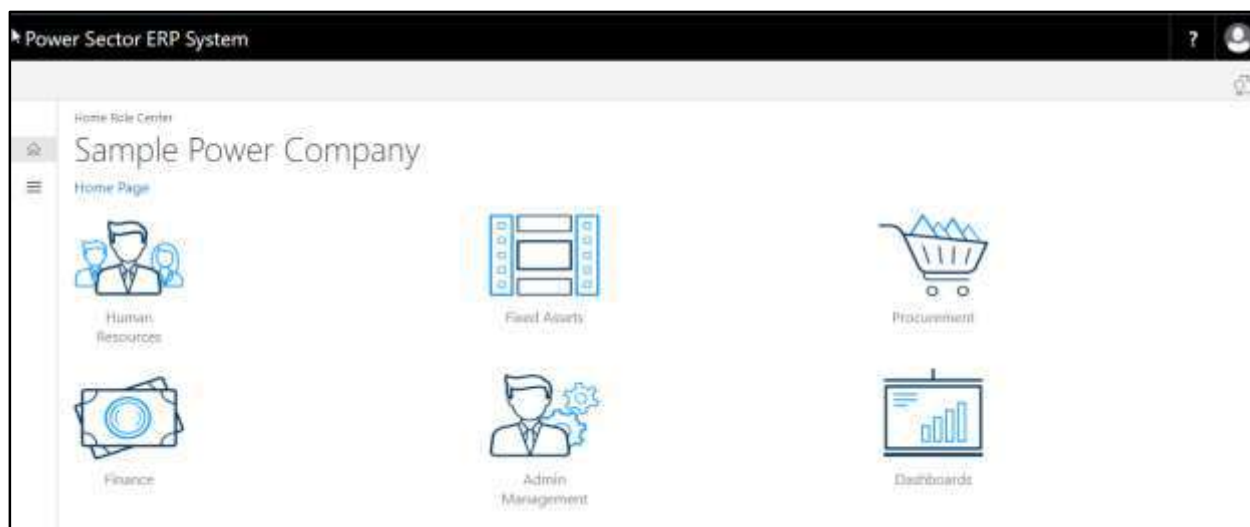 Power Sector ERP System
?
Home Role Center
Sample Power Company
Home Page
Human
Resources
Fixed Assets
Procurement
Finance
Admin
Management
Dashboards